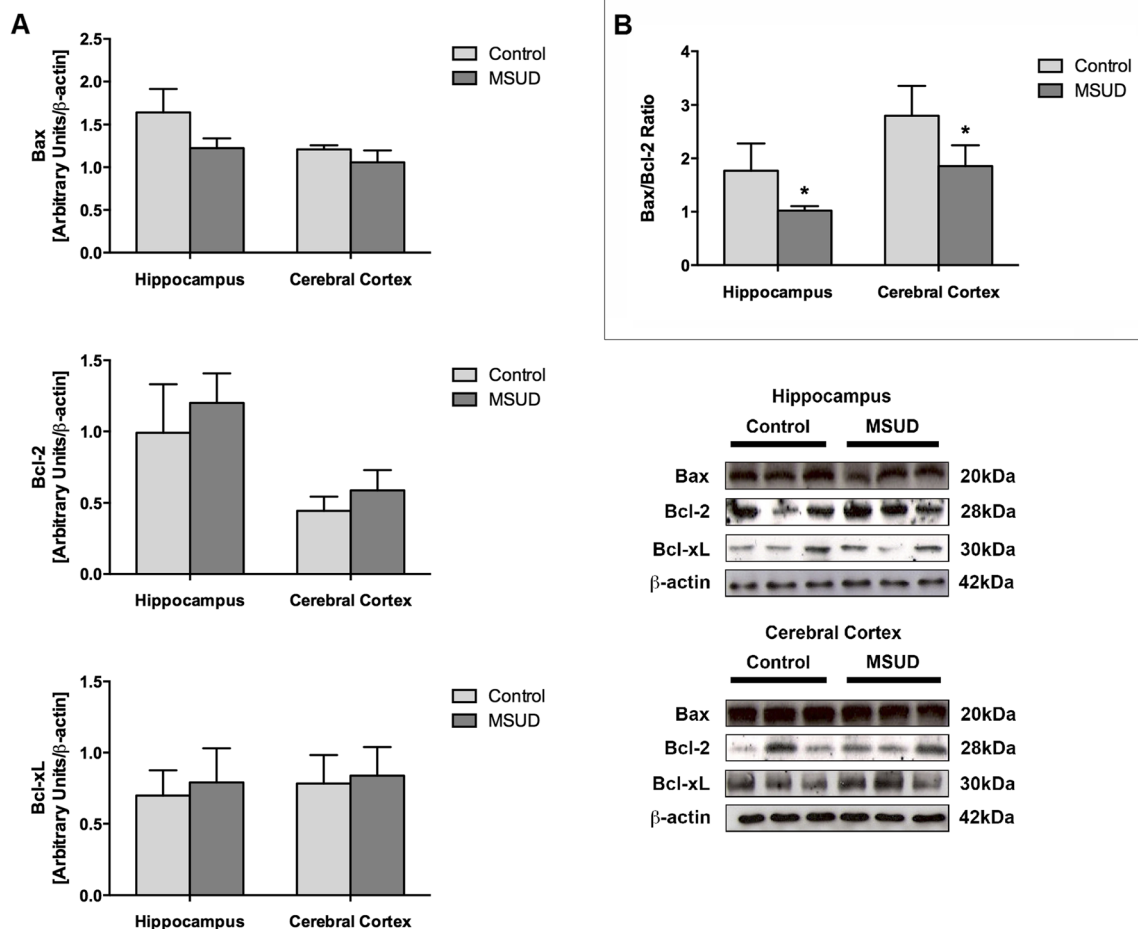 A
2.5
2.0
1.5
1.0
0.5
0.0
Bax
[Arbitrary Units/β-actin]
Control
MSUD
Hippocampus
Cerebral Cortex
1.5
1.0
0.5
0.0
Bcl-2
[Arbitrary Units/β-actin]
Control
MSUD
Hippocampus
Cerebral Cortex
1.5
1.0
0.5
0.0
Bcl-xL
[Arbitrary Units/β-actin]
Control
MSUD
Hippocampus
Cerebral Cortex
B
4
3
2
1
0
Bax/Bcl-2 Ratio
*
*
Control
MSUD
Hippocampus
Cerebral Cortex
Hippocampus
Control MSUD
Bax 20kDa
Bcl-2 28kDa
Bcl-xL 30kDa
β-actin 42kDa
Cerebral Cortex
Control MSUD
Bax 20kDa
Bcl-2 28kDa
Bcl-xL 30kDa
β-actin 42kDa